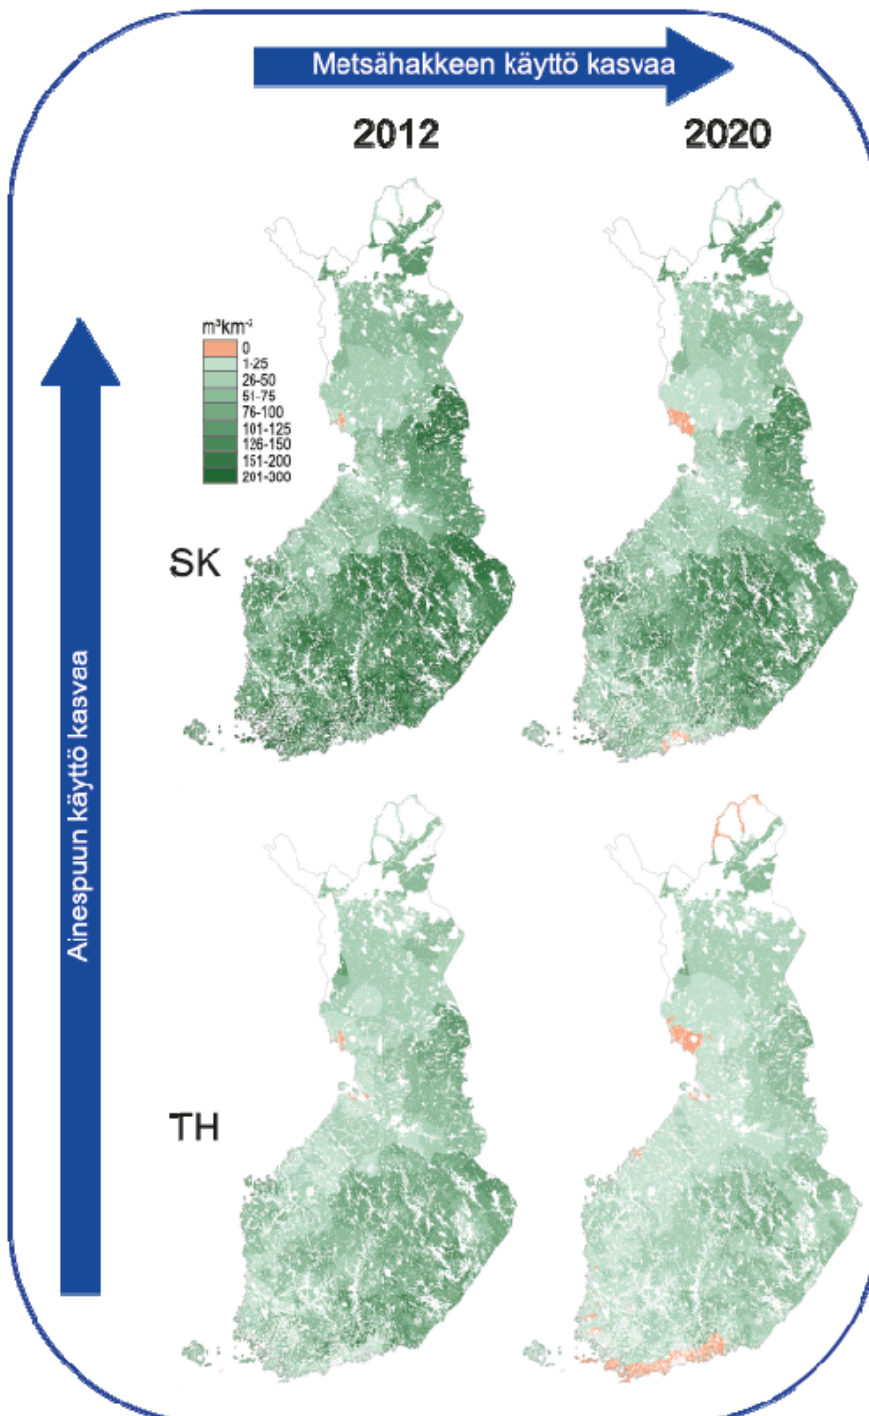 Metsähakkeen käyttö kasvaa
2012
2020
m³km⁻²
0
1-25
26-50
51-75
76-100
101-125
126-150
151-200
201-300
SK
Ainespuun käyttö kasvaa
TH